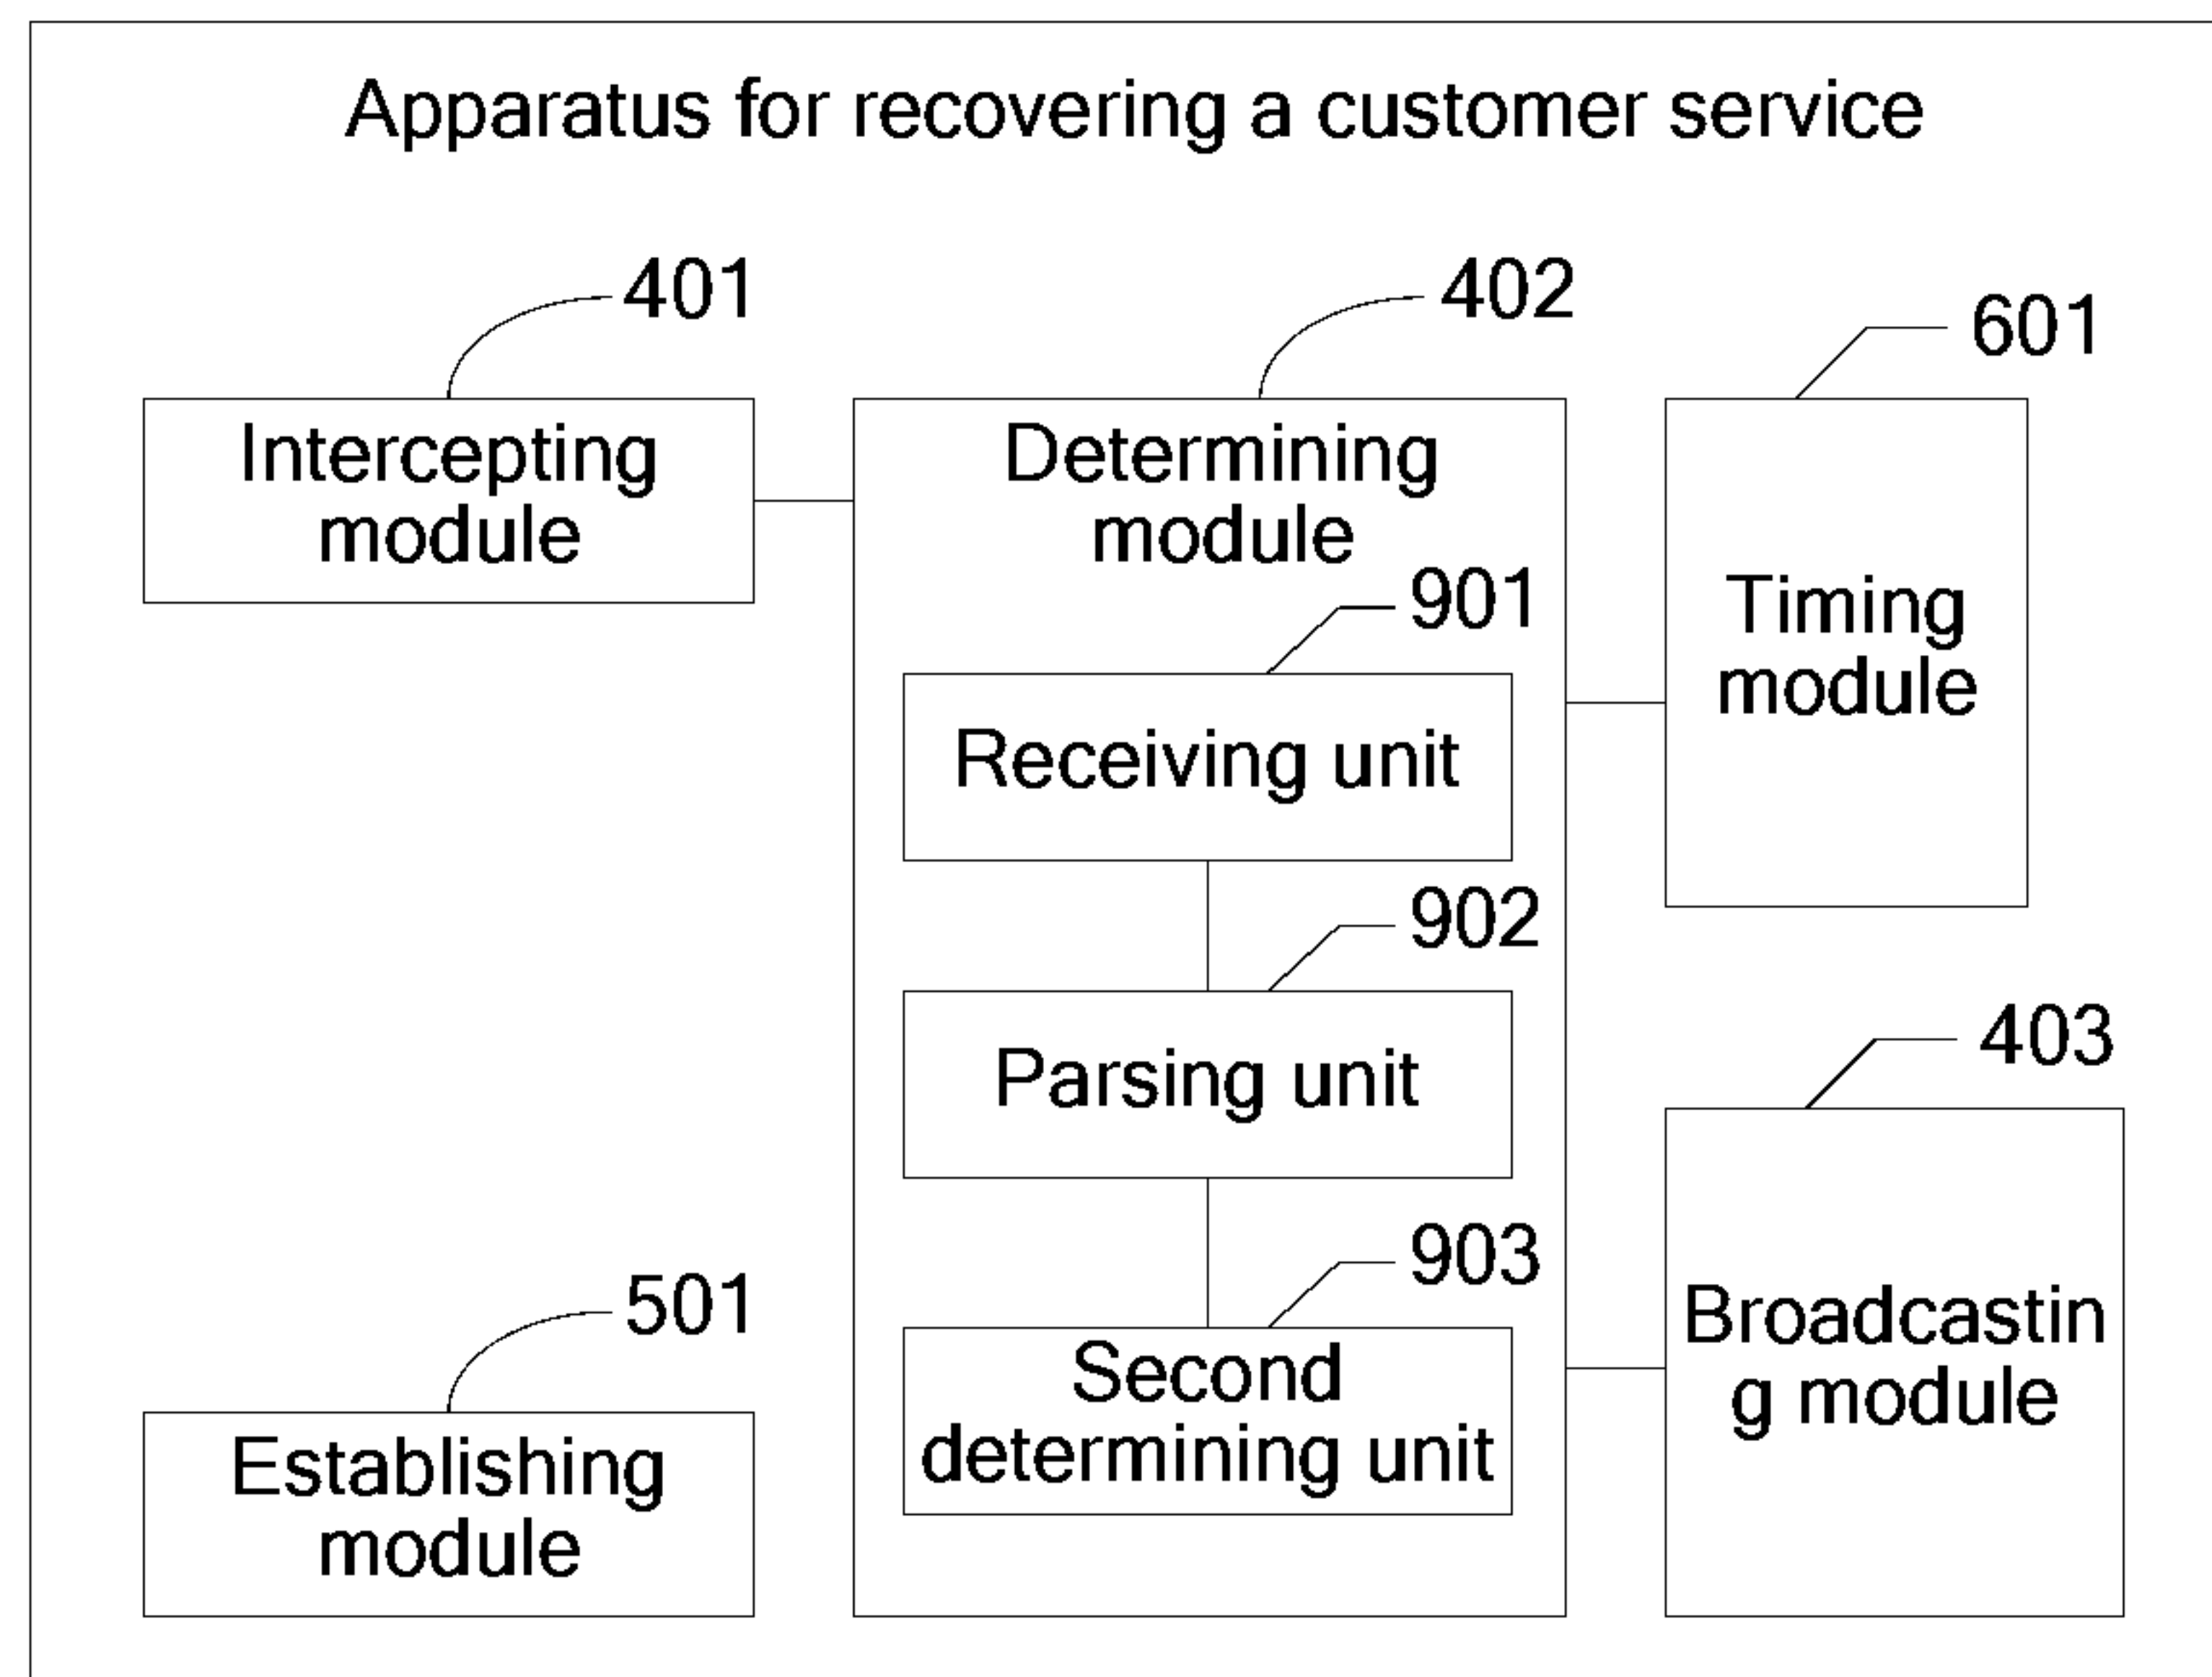 Apparatus for recovering a customer service
401
402
601
Intercepting
module
Determining
module
901
Timing
module
Receiving unit
902
Parsing unit
403
903
501
Second
determining unit
Broadcastin
g module
Establishing
module